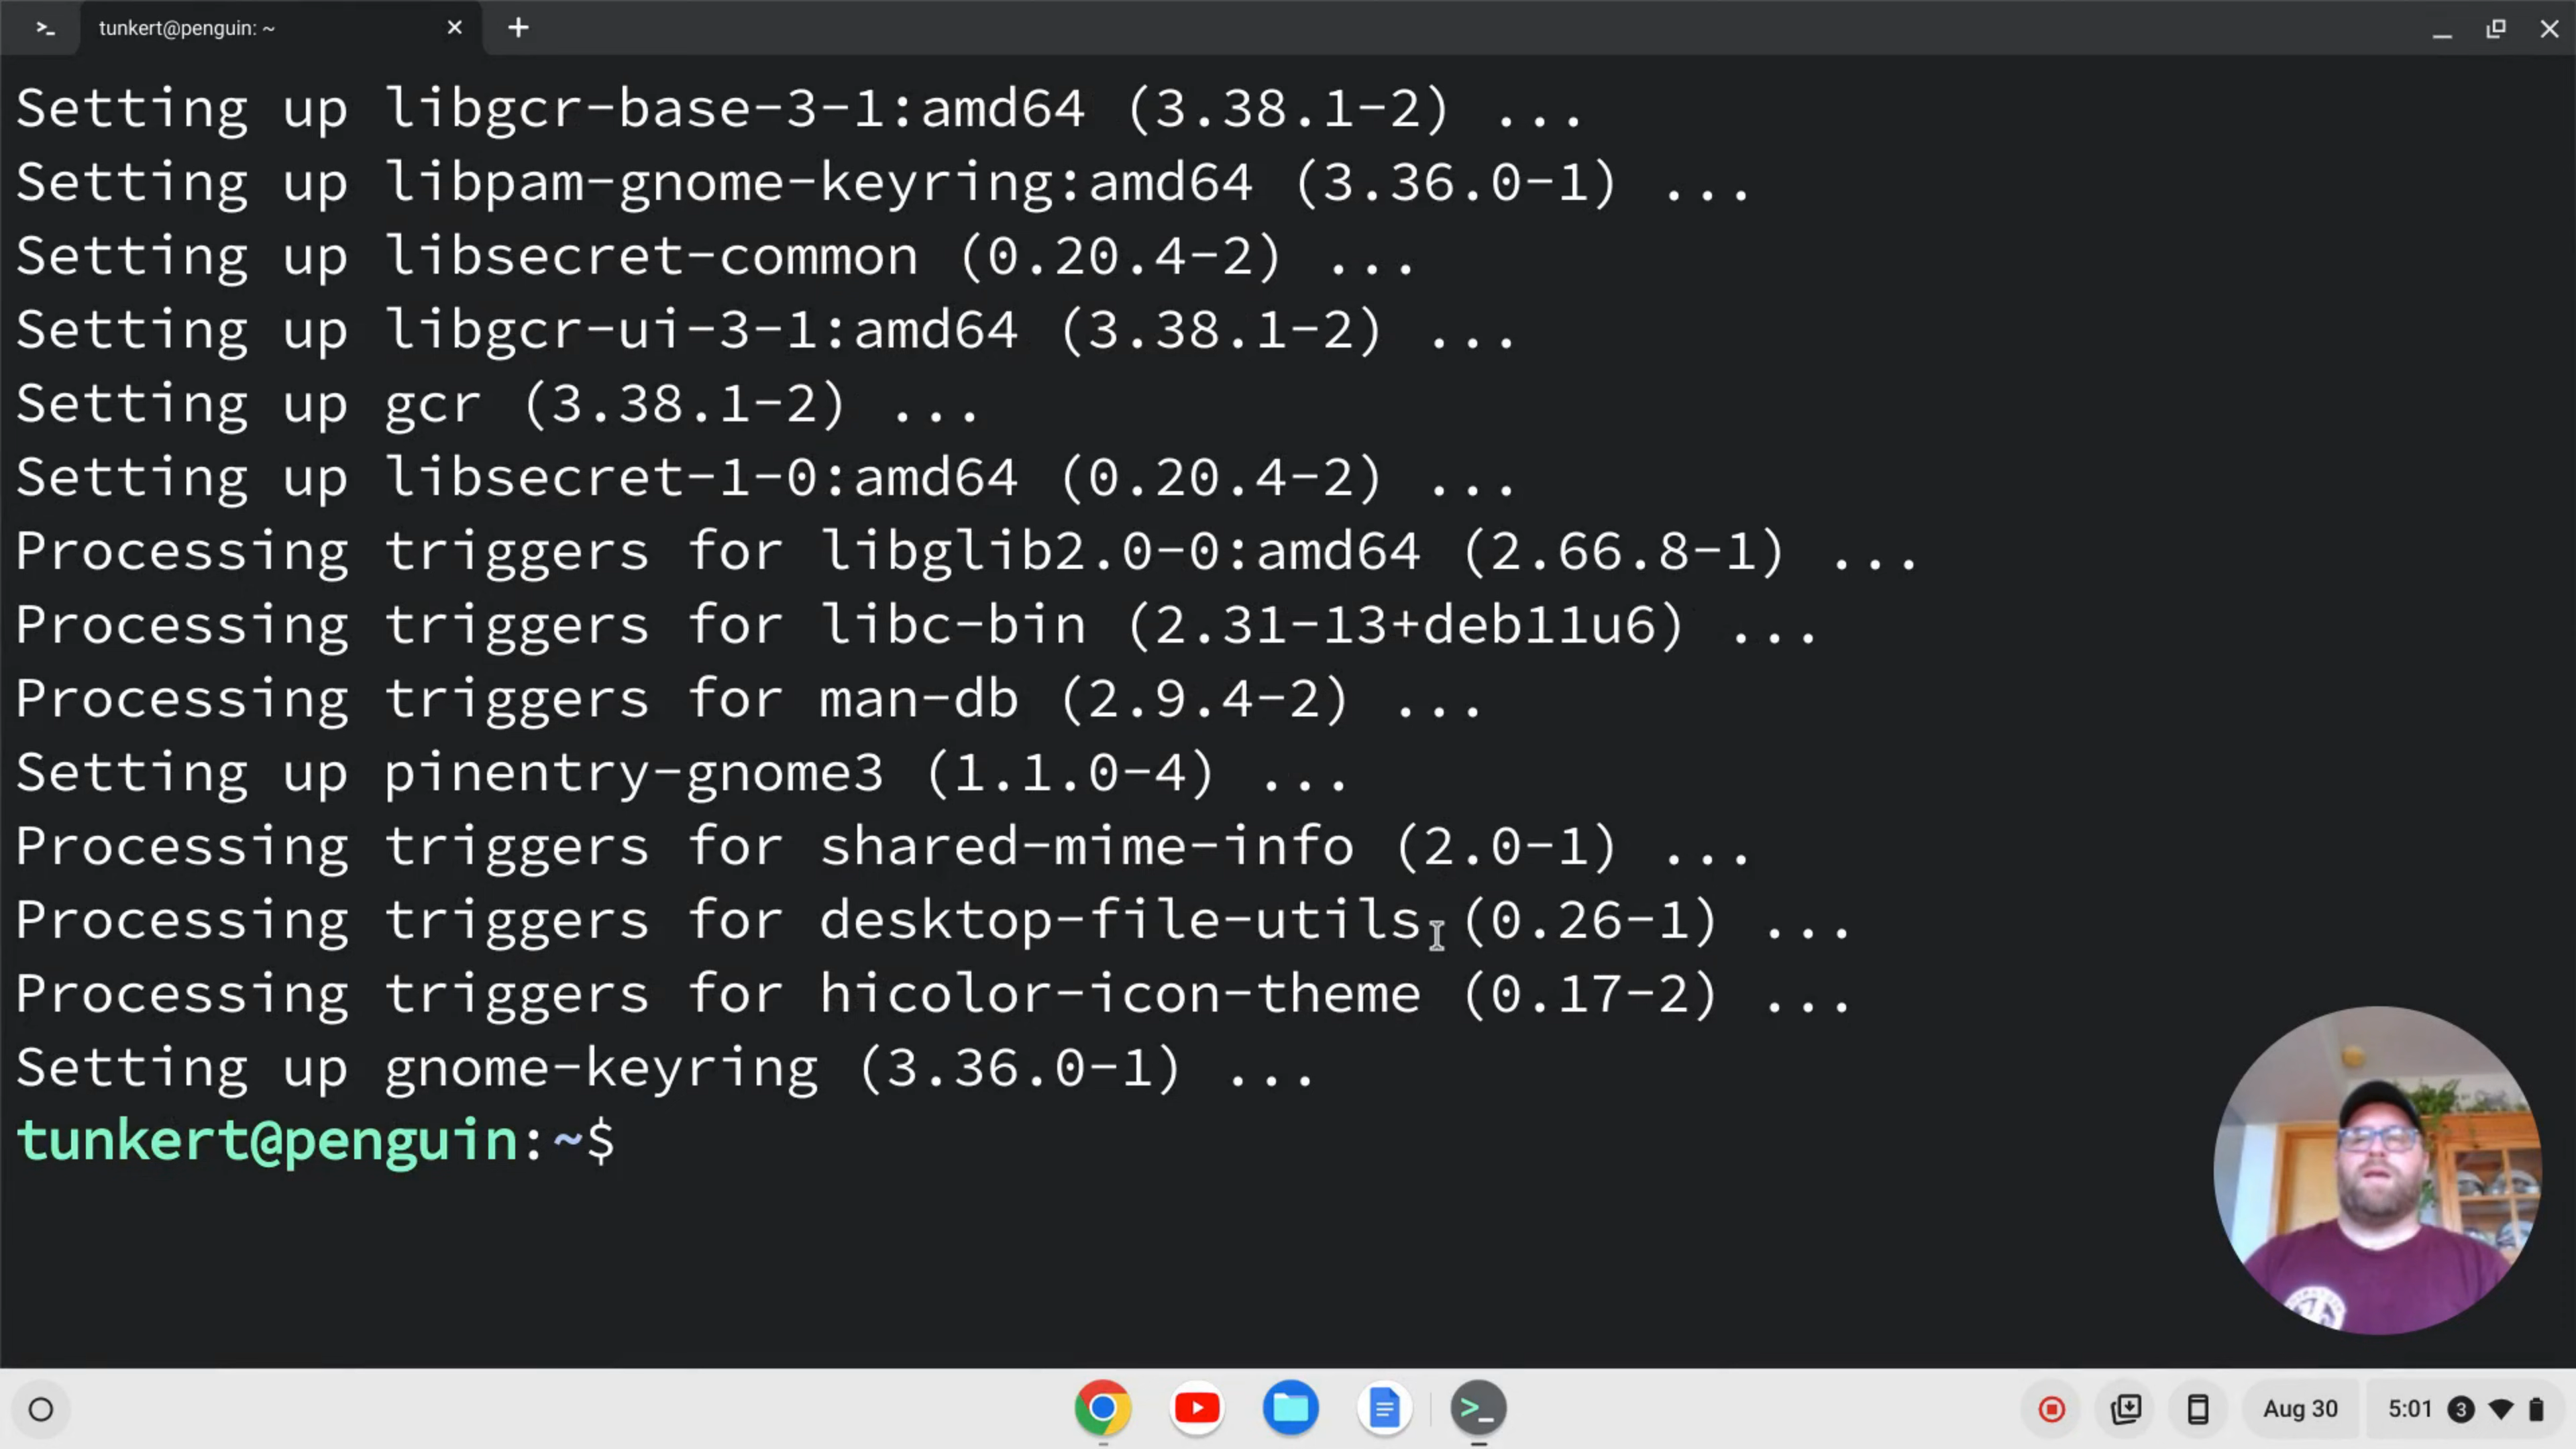 tunkert@penguin: ~
Setting up libgcr-base-3-1:amd64 (3.38.1-2) ...
Setting up libpam-gnome-keyring:amd64 (3.36.0-1) ...
Setting up libsecret-common (0.20.4-2) ...
Setting up libgcr-ui-3-1:amd64 (3.38.1-2) ...
Setting up gcr (3.38.1-2) ...
Setting up libsecret-1-0:amd64 (0.20.4-2) ...
Processing triggers for libglib2.0-0:amd64 (2.66.8-1) ...
Processing triggers for libc-bin (2.31-13+deb11u6) ...
Processing triggers for man-db (2.9.4-2) ...
Setting up pinentry-gnome3 (1.1.0-4) ...
Processing triggers for shared-mime-info (2.0-1) ...
Processing triggers for desktop-file-utils (0.26-1) ...
Processing triggers for hicolor-icon-theme (0.17-2) ...
Setting up gnome-keyring (3.36.0-1) ...
tunkert@penguin:~$
Aug 30 5:01 3